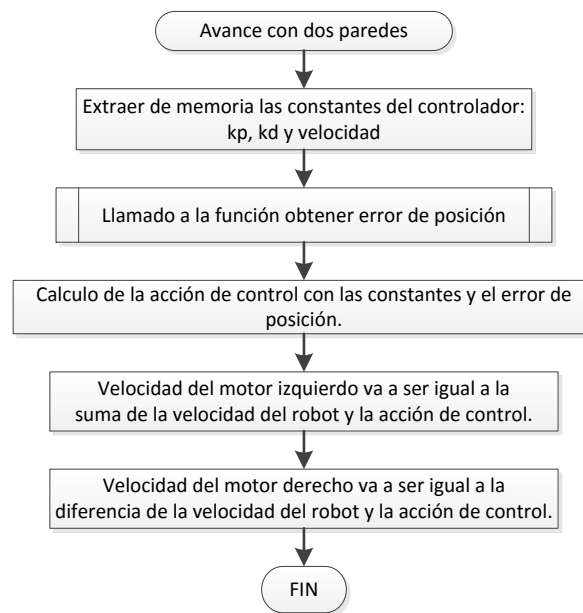 Avance con dos paredes
Extraer de memoria las constantes del controlador:
kp, kd y velocidad
Llamado a la función obtener error de posición
Calculo de la acción de control con las constantes y el error de
posición.
Velocidad del motor izquierdo va a ser igual a la
suma de la velocidad del robot y la acción de control.
Velocidad del motor derecho va a ser igual a la
diferencia de la velocidad del robot y la acción de control.
FIN